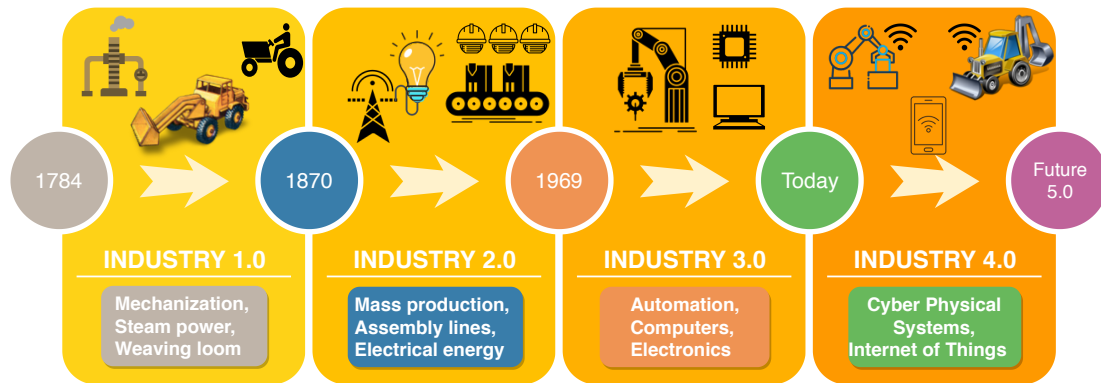 1784
1870
1969
Today
Future
5.0
INDUSTRY 1.0
INDUSTRY 2.0
INDUSTRY 3.0
INDUSTRY 4.0
Mechanization,
Steam power,
Weaving loom
Mass production,
Assembly lines,
Electrical energy
Automation,
Computers,
Electronics
Cyber Physical
Systems,
Internet of Things